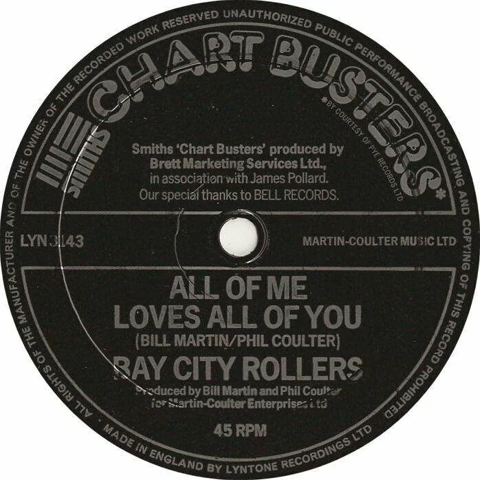 ALL RIGHTS OF THE MANUFACTURER AND OF THE OWNER OF THE RECORDED WORK RESERVED UNAUTHORIZED PUBLIC PERFORMANCE BROADCASTING AND COPYING OF THIS RECORD PROHIBITED
SMITHS
CHART BUSTERS*
*BY COURTESY OF PYE RECORDS LTD
Smiths 'Chart Busters' produced by
Brett Marketing Services Ltd.,
in association with James Pollard.
Our special thanks to BELL RECORDS.
LYN 3143
MARTIN-COULTER MUSIC LTD
ALL OF ME
LOVES ALL OF YOU
(BILL MARTIN/PHIL COULTER)
BAY CITY ROLLERS
Produced by Bill Martin and Phil Coulter
for Martin-Coulter Enterprises Ltd
45 RPM
· MADE IN ENGLAND BY LYNTONE RECORDINGS LTD ·